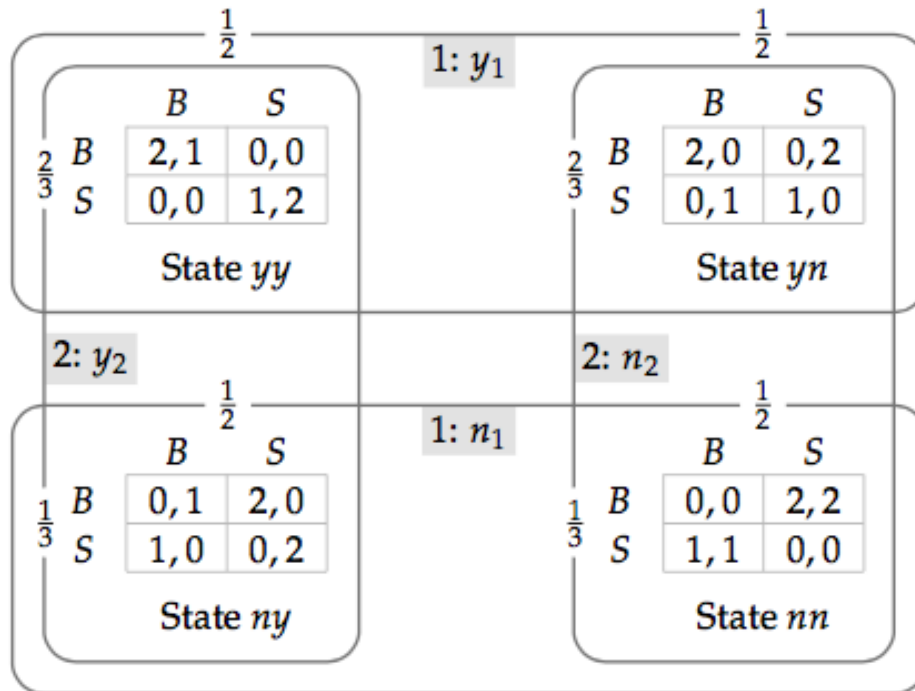 1/2 1/2
1: y₁
B S B S
2/3 B 2, 1 0, 0 2/3 B 2, 0 0, 2
S 0, 0 1, 2 S 0, 1 1, 0
State yy State yn
2: y₂ 2: n₂
1/2 1/2
1: n₁
B S B S
1/3 B 0, 1 2, 0 1/3 B 0, 0 2, 2
S 1, 0 0, 2 S 1, 1 0, 0
State ny State nn